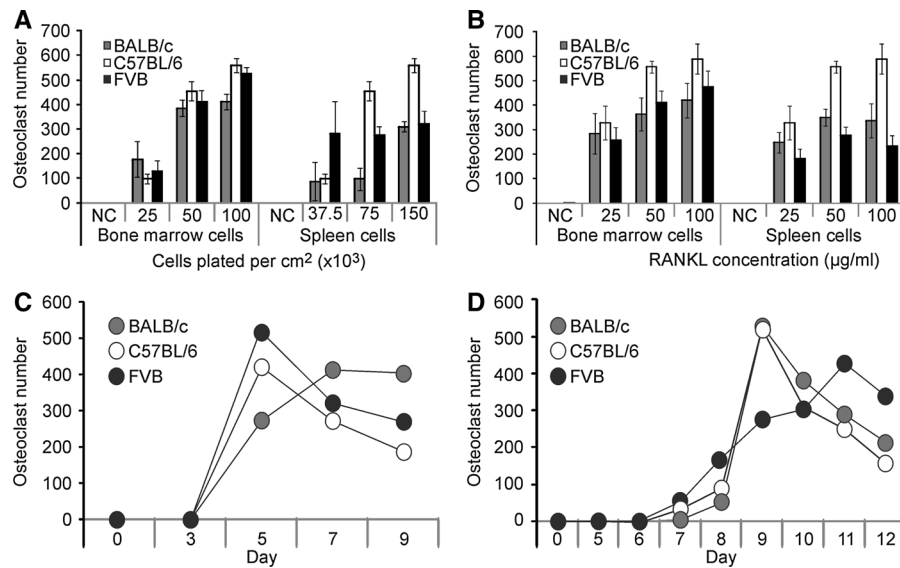 A
700
600
500
400
300
200
100
0
Osteoclast number
BALB/c
C57BL/6
FVB
NC 25 50 100 NC 37.5 75 150
Bone marrow cells Spleen cells
Cells plated per cm² (x10³)
B
700
600
500
400
300
200
100
0
Osteoclast number
BALB/c
C57BL/6
FVB
NC 25 50 100 NC 25 50 100
Bone marrow cells Spleen cells
RANKL concentration (µg/ml)
C
600
500
400
300
200
100
0
Osteoclast number
BALB/c
C57BL/6
FVB
0 3 5 7 9
Day
D
600
500
400
300
200
100
0
Osteoclast number
BALB/c
C57BL/6
FVB
0 5 6 7 8 9 10 11 12
Day